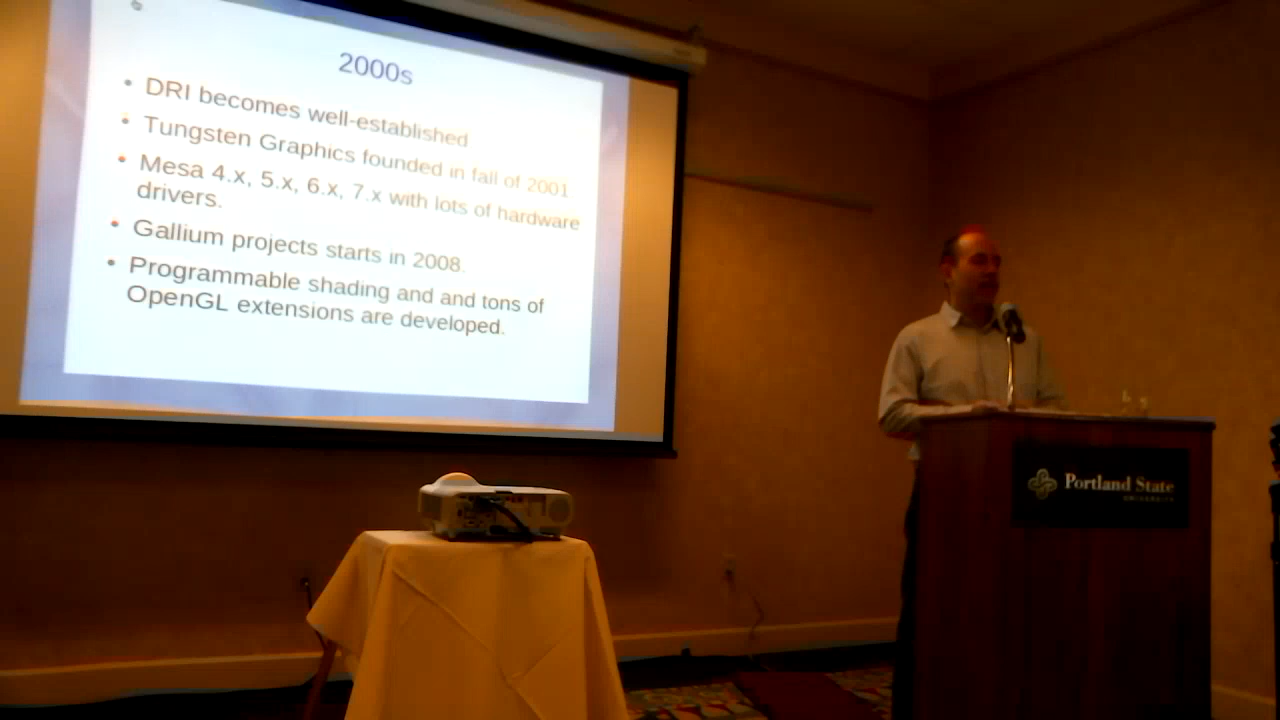 2000s
DRI becomes well-established
Tungsten Graphics founded in fall of 2001
Mesa 4.x, 5.x, 6.x, 7.x with lots of hardware
drivers.
Gallium projects starts in 2008.
Programmable shading and and tons of
OpenGL extensions are developed.
Portland State
UNIVERSITY